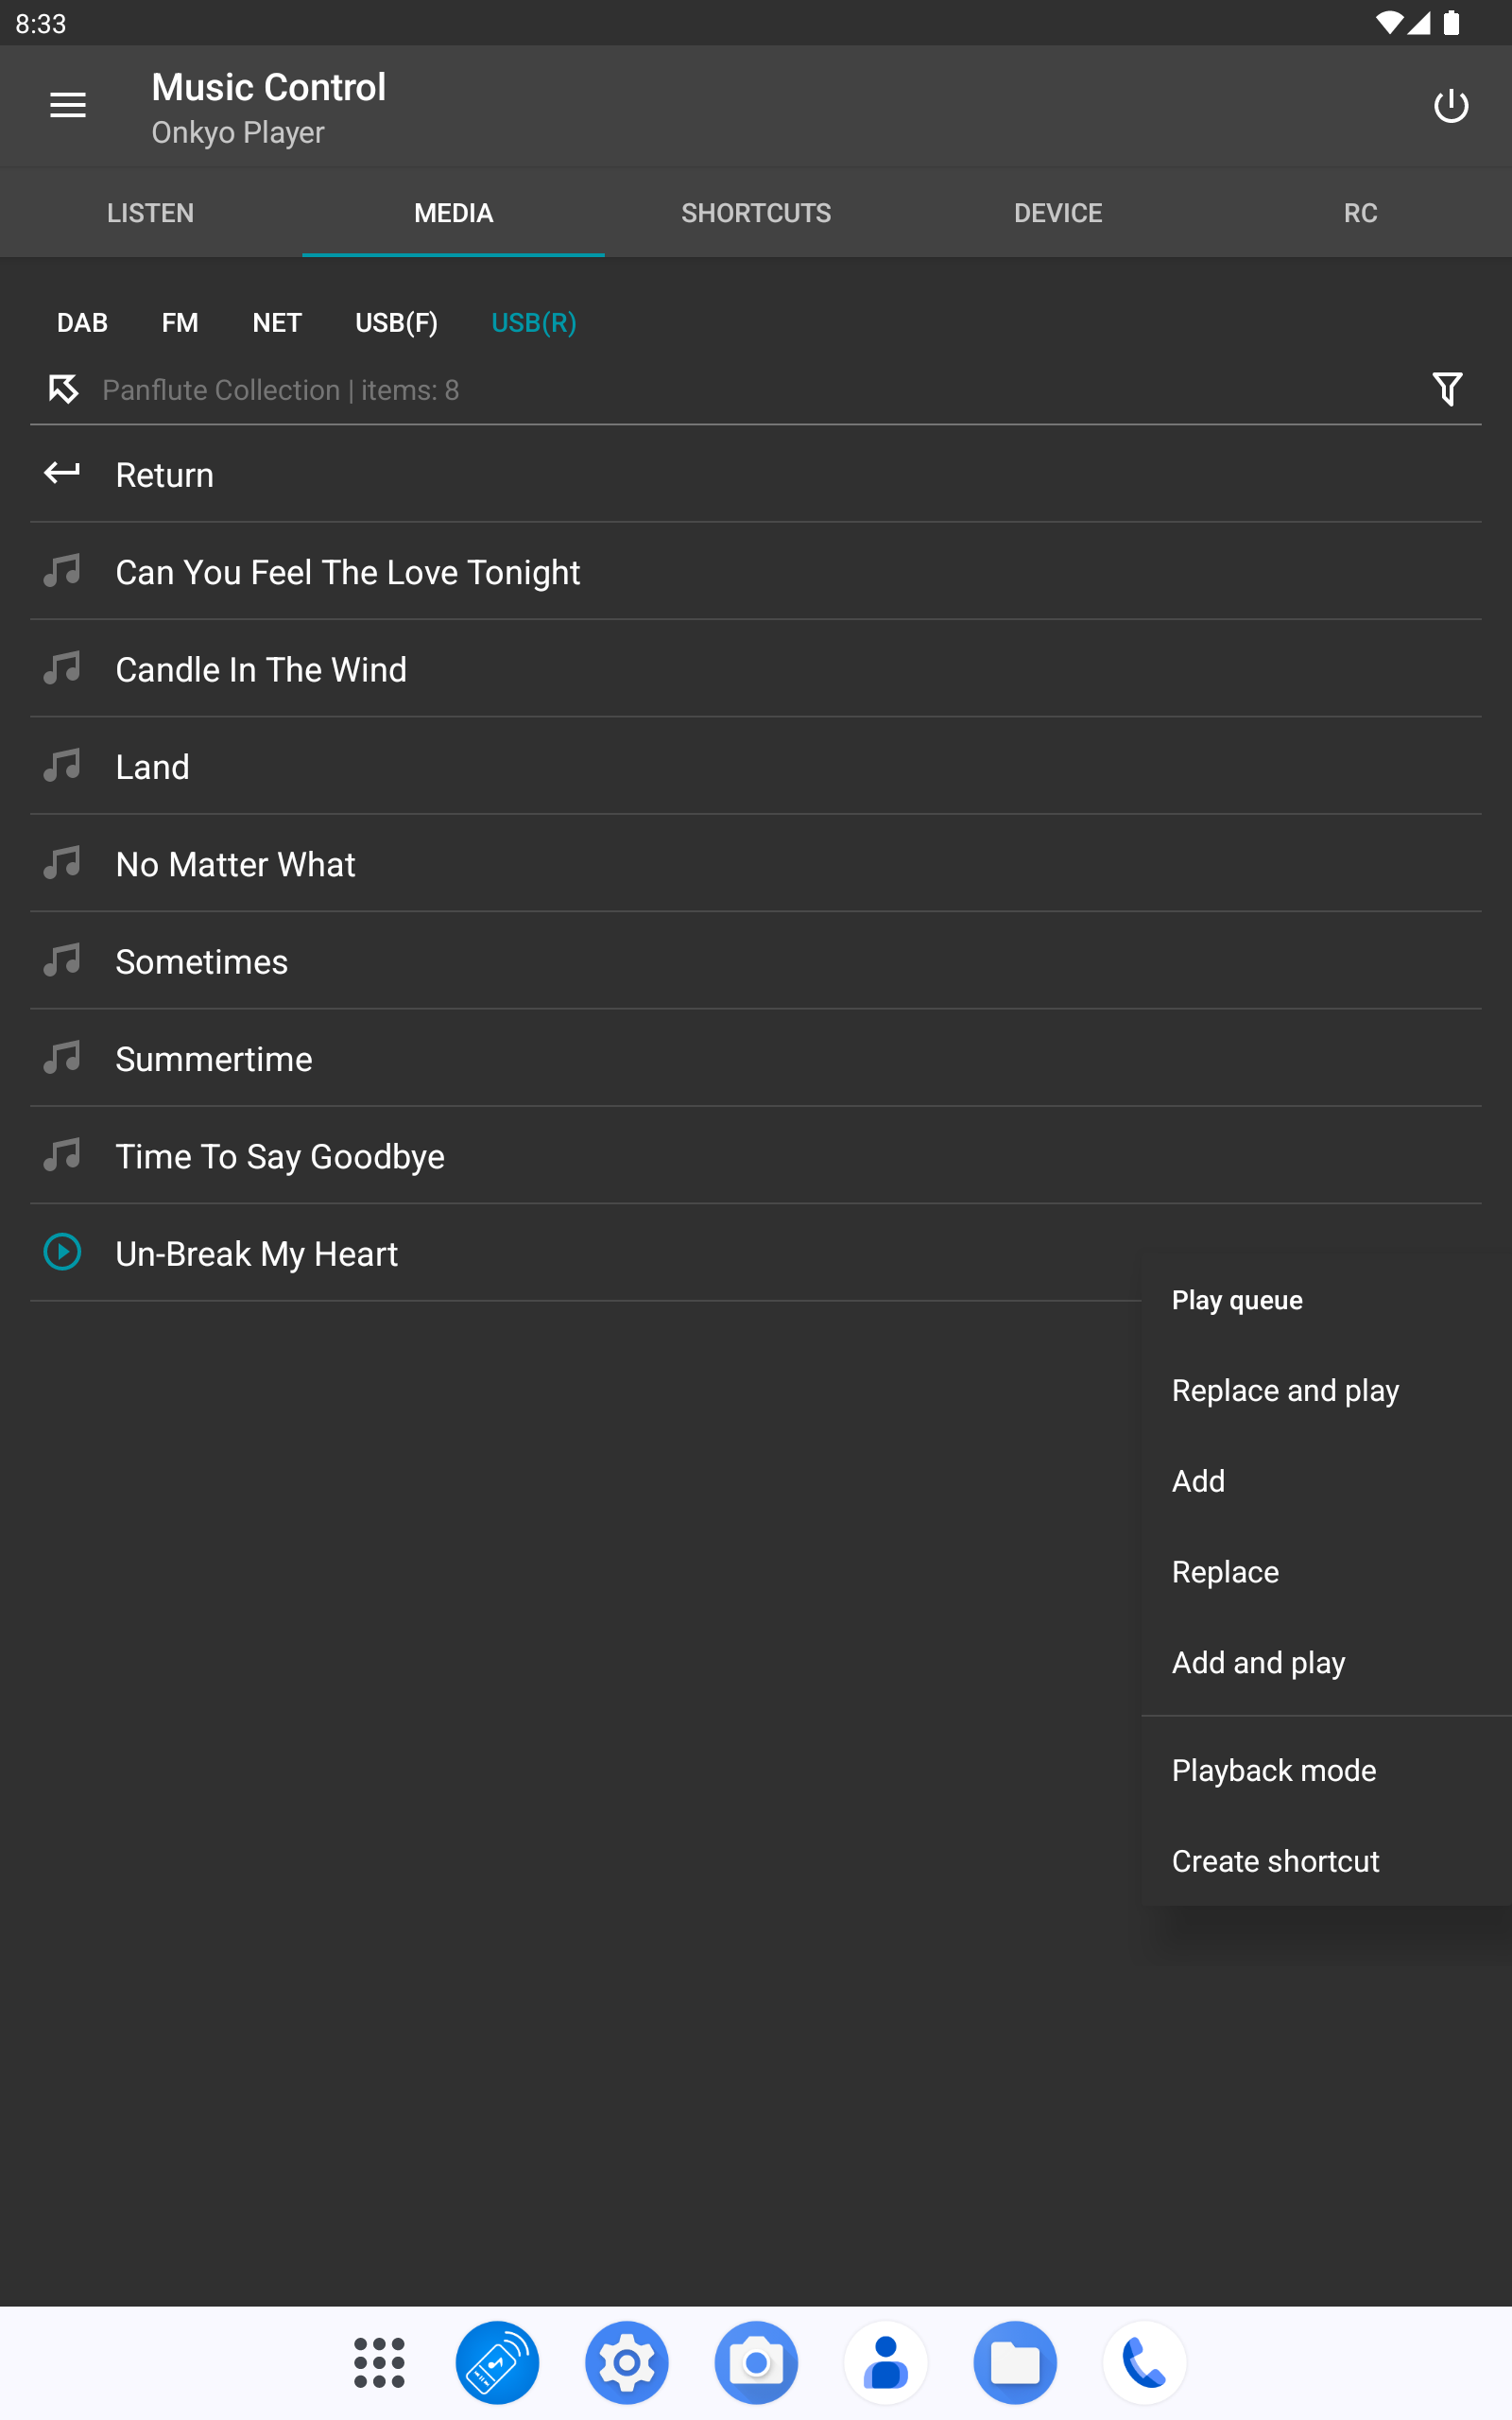 8:33
Music Control
Onkyo Player
LISTEN MEDIA SHORTCUTS DEVICE RC
DAB FM NET USB(F) USB(R)
Panflute Collection | items: 8
Return
Can You Feel The Love Tonight
Candle In The Wind
Land
No Matter What
Sometimes
Summertime
Time To Say Goodbye
Un-Break My Heart
Play queue
Replace and play
Add
Replace
Add and play
Playback mode
Create shortcut